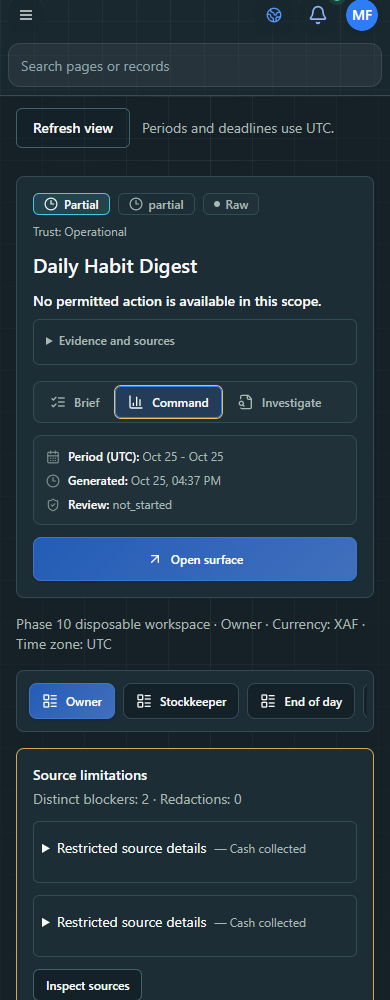 MF
Search pages or records
Refresh view Periods and deadlines use UTC.
Partial partial Raw
Trust: Operational
Daily Habit Digest
No permitted action is available in this scope.
Evidence and sources
Brief Command Investigate
Period (UTC): Oct 25 - Oct 25
Generated: Oct 25, 04:37 PM
Review: not_started
Open surface
Phase 10 disposable workspace · Owner · Currency: XAF ·
Time zone: UTC
Owner Stockkeeper End of day
Source limitations
Distinct blockers: 2 · Redactions: 0
Restricted source details — Cash collected
Restricted source details — Cash collected
Inspect sources